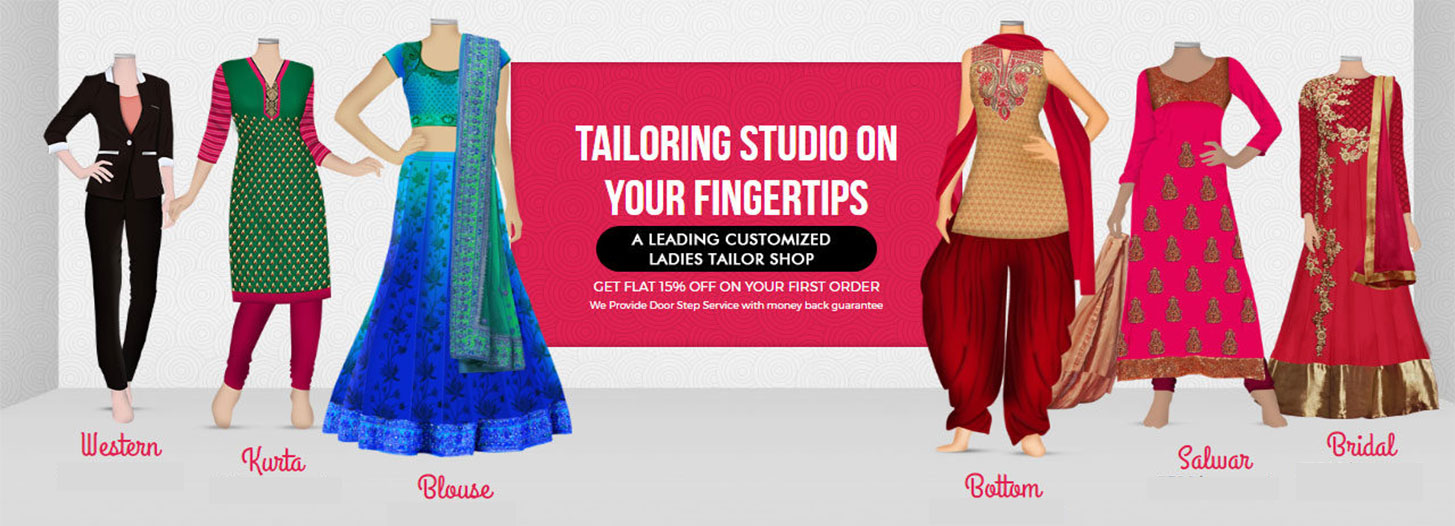 TAILORING STUDIO ON
YOUR FINGERTIPS
A LEADING CUSTOMIZED
LADIES TAILOR SHOP
GET FLAT 15% OFF ON YOUR FIRST ORDER
We Provide Door Step Service with money back guarantee
Western
Kurta
Blouse
Bottom
Salwar
Bridal